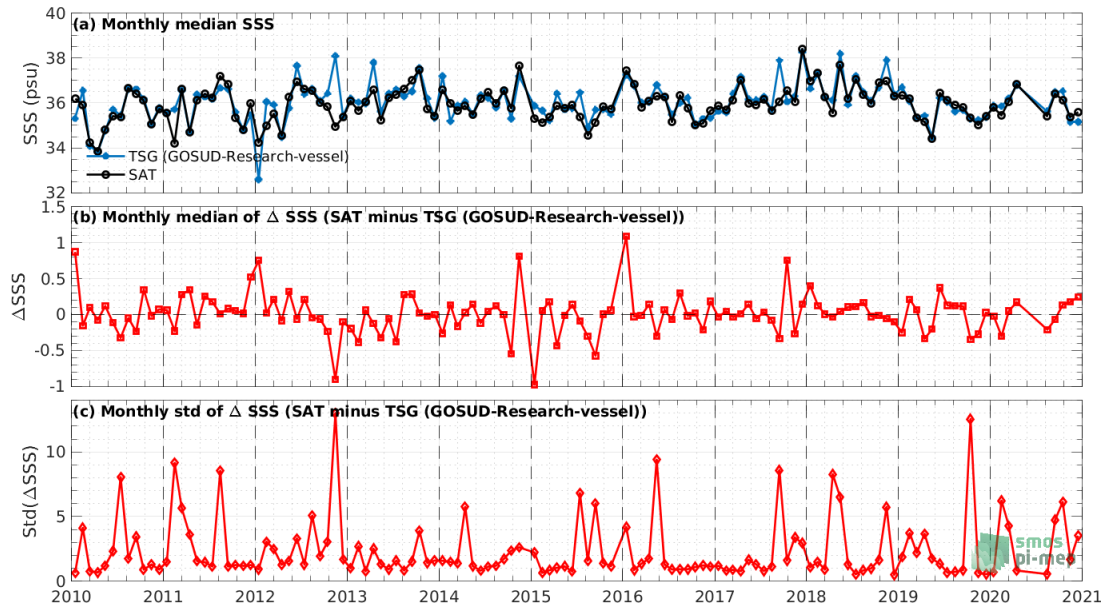 (a) Monthly median SSS
40
38
36
34
32
SSS (psu)
TSG (GOSUD-Research-vessel)
SAT
(b) Monthly median of Δ SSS (SAT minus TSG (GOSUD-Research-vessel))
1.5
1
0.5
0
-0.5
-1
ΔSSS
(c) Monthly std of Δ SSS (SAT minus TSG (GOSUD-Research-vessel))
10
5
0
Std(ΔSSS)
smos
pi-mep
2010 2011 2012 2013 2014 2015 2016 2017 2018 2019 2020 2021